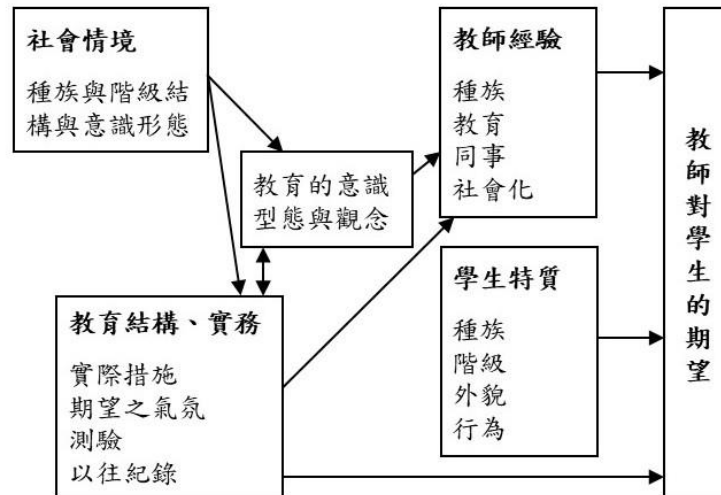 社會情境
種族與階級結
構與意識形態
教育的意識
型態與觀念
教育結構、實務
實際措施
期望之氣氛
測驗
以往紀錄
教師經驗
種族
教育
同事
社會化
學生特質
種族
階級
外貌
行為
教師對學生的期望